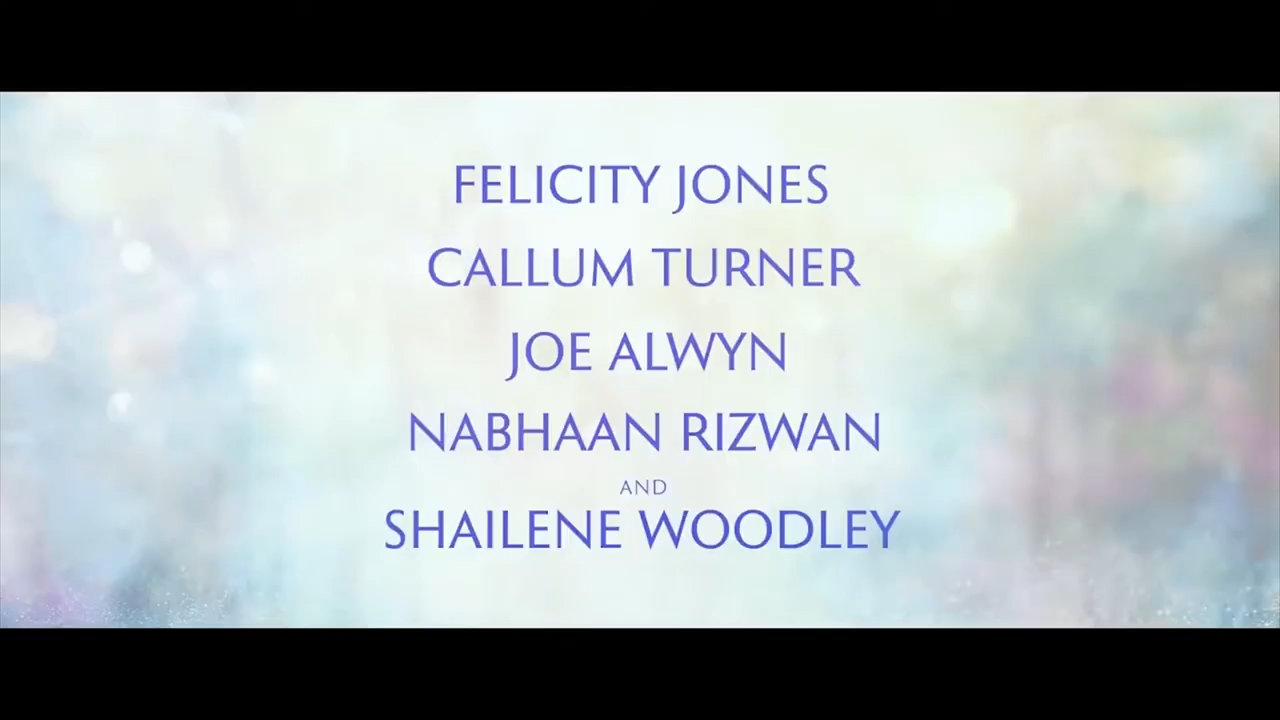 FELICITY JONES
CALLUM TURNER
JOE ALWYN
NABHAAN RIZWAN
AND
SHAILENE WOODLEY